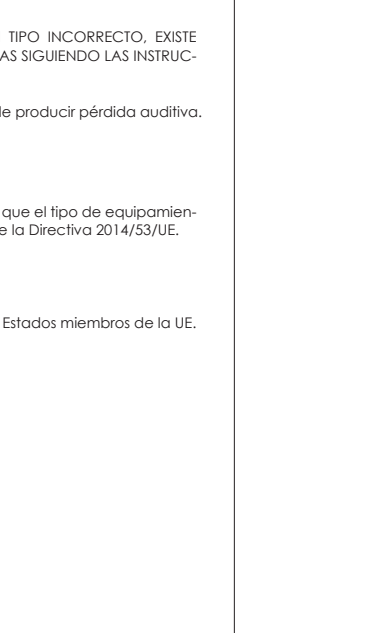 TIPO INCORRECTO, EXISTE
AS SIGUIENDO LAS INSTRUC-
de producir pérdida auditiva.
que el tipo de equipamien-
e la Directiva 2014/53/UE.
Estados miembros de la UE.